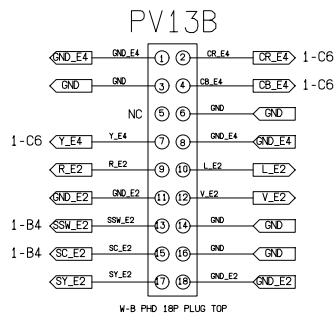 PV13B
GND_E4 GND_E4 1 2 CR_E4 CR_E4 1-C6
GND GND 3 4 CB_E4 CB_E4 1-C6
NC 5 6 GND GND
1-C6 Y_E4 Y_E4 7 8 GND_E4 GND_E4
R_E2 R_E2 9 10 L_E2 L_E2
GND_E2 GND_E2 11 12 V_E2 V_E2
1-B4 SSW_E2 SSW_E2 13 14 GND GND
1-B4 SC_E2 SC_E2 15 16 GND GND
SY_E2 SY_E2 17 18 GND_E2 GND_E2
W-B PHD 18P PLUG TOP